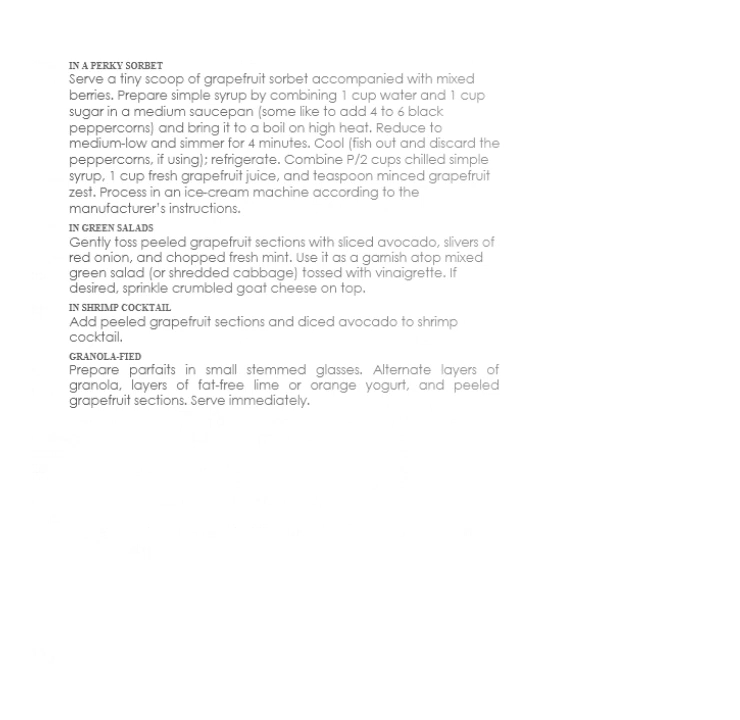 IN A PERKY SORBET
Serve a tiny scoop of grapefruit sorbet accompanied with mixed
berries. Prepare simple syrup by combining 1 cup water and 1 cup
sugar in a medium saucepan (some like to add 4 to 6 black
peppercorns) and bring it to a boil on high heat. Reduce to
medium-low and simmer for 4 minutes. Cool (fish out and discard the
peppercorns, if using); refrigerate. Combine P/2 cups chilled simple
syrup, 1 cup fresh grapefruit juice, and teaspoon minced grapefruit
zest. Process in an ice-cream machine according to the
manufacturer's instructions.
IN GREEN SALADS
Gently toss peeled grapefruit sections with sliced avocado, slivers of
red onion, and chopped fresh mint. Use it as a garnish atop mixed
green salad (or shredded cabbage) tossed with vinaigrette. If
desired, sprinkle crumbled goat cheese on top.
IN SHRIMP COCKTAIL
Add peeled grapefruit sections and diced avocado to shrimp
cocktail.
GRANOLA-FIED
Prepare parfaits in small stemmed glasses. Alternate layers of
granola, layers of fat-free lime or orange yogurt, and peeled
grapefruit sections. Serve immediately.